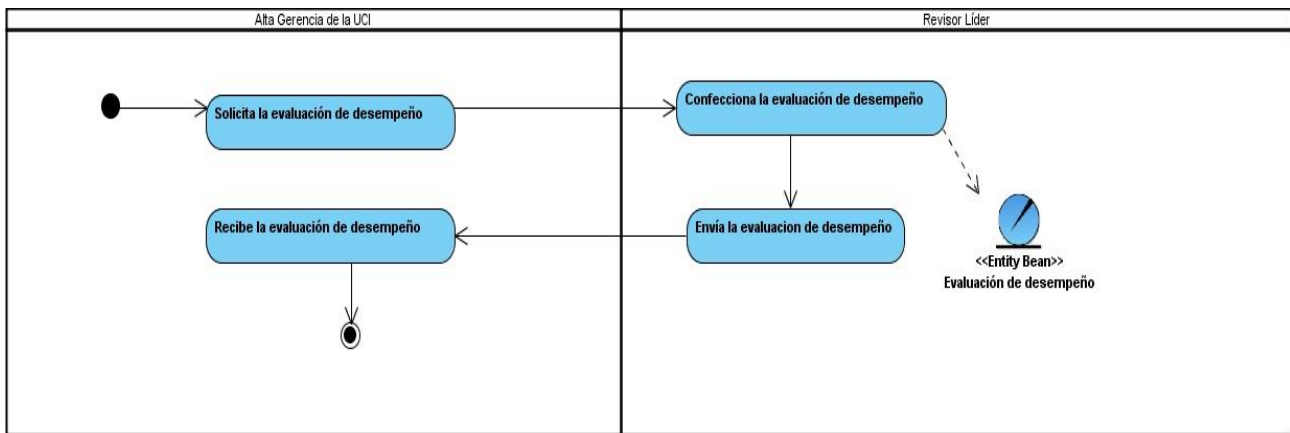 Alta Gerencia de la UCI
Revisor Líder
Solicita la evaluación de desempeño
Confecciona la evaluación de desempeño
Recibe la evaluación de desempeño
Envía la evaluacion de desempeño
<<Entity Bean>>
Evaluación de desempeño